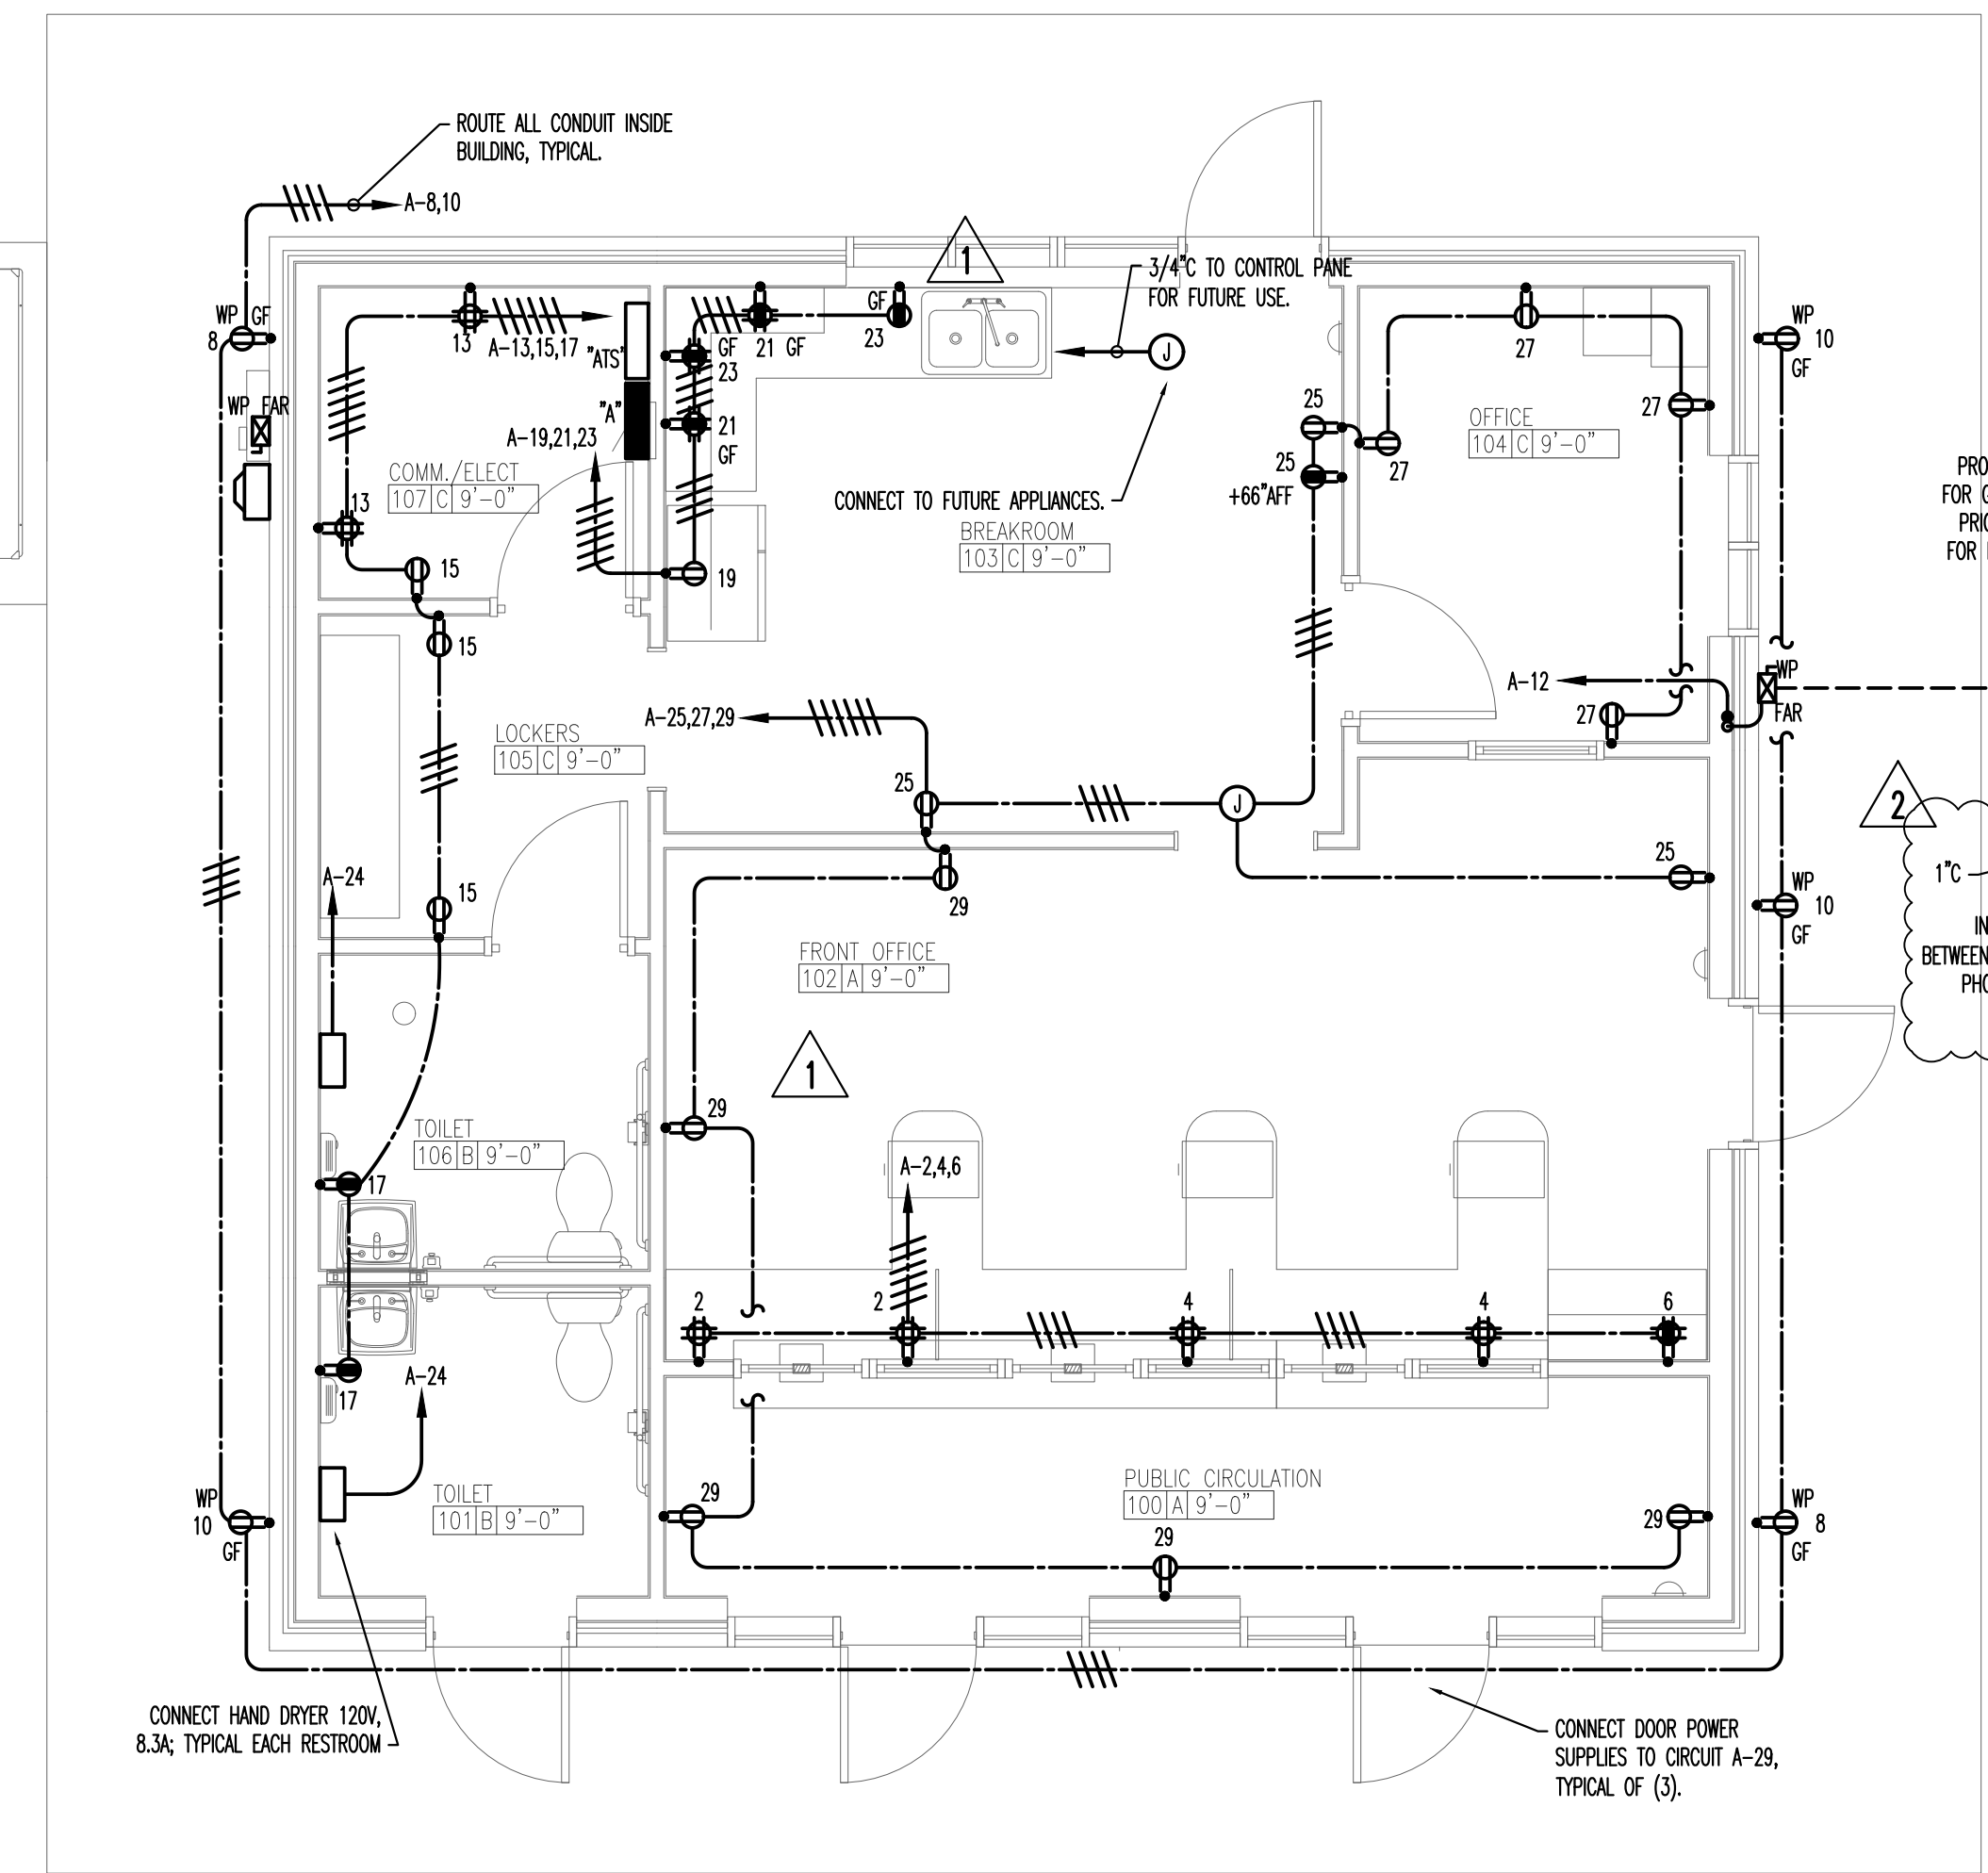 ROUTE ALL CONDUIT INSIDE
BUILDING, TYPICAL.
A-8,10
1
3/4"C TO CONTROL PANE
FOR FUTURE USE.
WP GF
8
13
A-13,15,17
"ATS"
GF
23
21 GF
GF
23
J
27
WP
10
GF
WP FAR
"A"
A-19,21,23
21
GF
25
27
OFFICE
104 C 9'-0"
27
COMM./ELECT
107 C 9'-0"
13
CONNECT TO FUTURE APPLIANCES.
25
+66"AFF
BREAKROOM
103 C 9'-0"
PRO
FOR G
PRIO
FOR
15
19
15
A-12
WP
FAR
27
LOCKERS
105 C 9'-0"
A-25,27,29
25
J
2
1"C
IN
BETWEEN
PHO
A-24
15
29
25
WP
10
GF
FRONT OFFICE
102 A 9'-0"
1
29
TOILET
106 B 9'-0"
17
A-2,4,6
2
2
4
4
6
A-24
17
TOILET
101 B 9'-0"
PUBLIC CIRCULATION
100 A 9'-0"
WP
10
GF
29
29
29
WP
8
GF
CONNECT HAND DRYER 120V,
8.3A; TYPICAL EACH RESTROOM
CONNECT DOOR POWER
SUPPLIES TO CIRCUIT A-29,
TYPICAL OF (3).